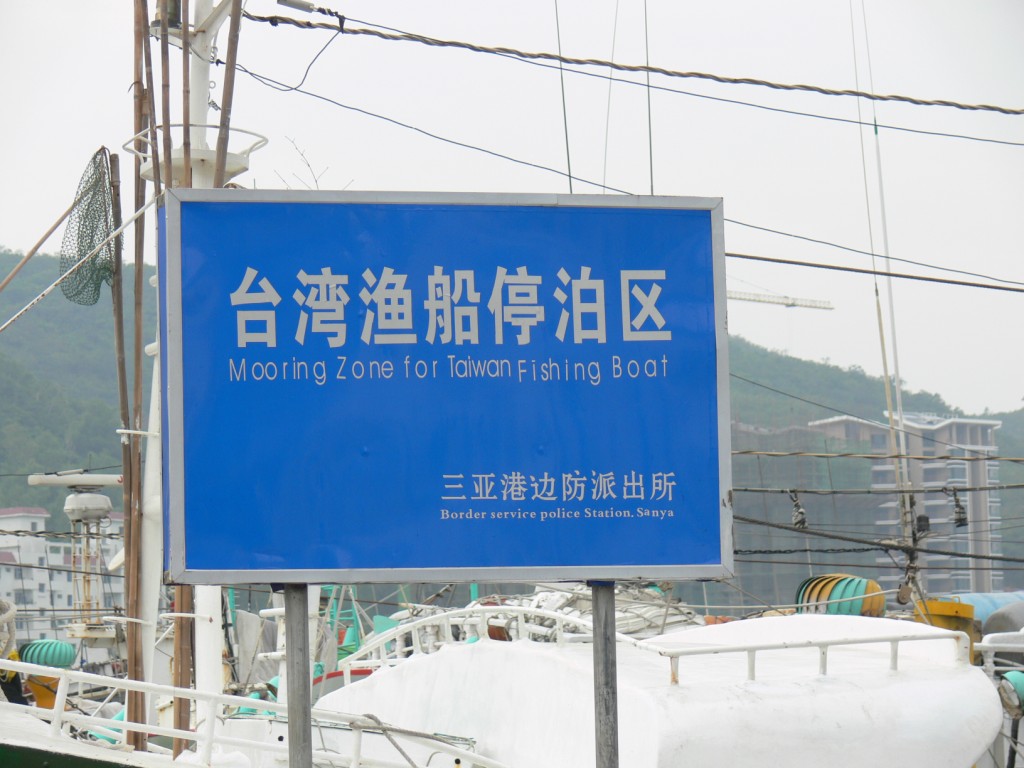 台湾渔船停泊区
Mooring Zone for Taiwan Fishing Boat
三亚港边防派出所
Border service police Station. Sanya